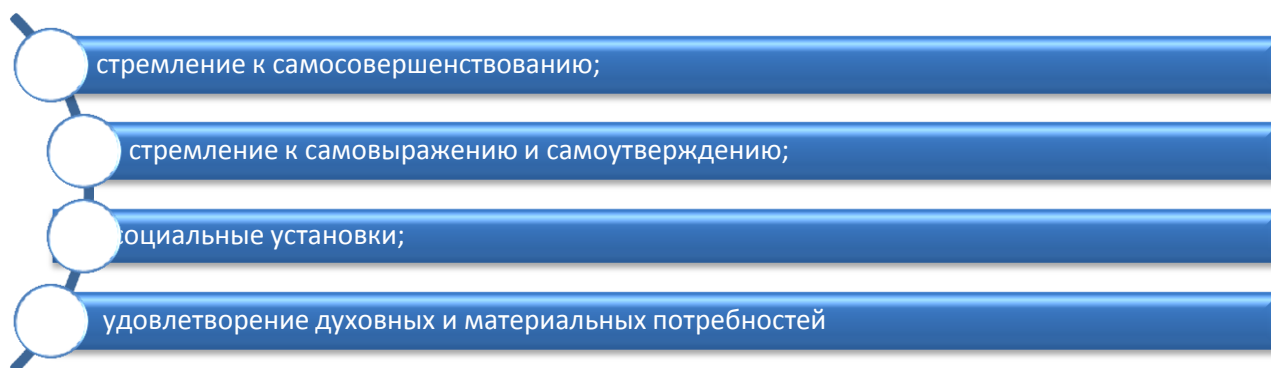 стремление к самосовершенствованию;
стремление к самовыражению и самоутверждению;
социальные установки;
удовлетворение духовных и материальных потребностей